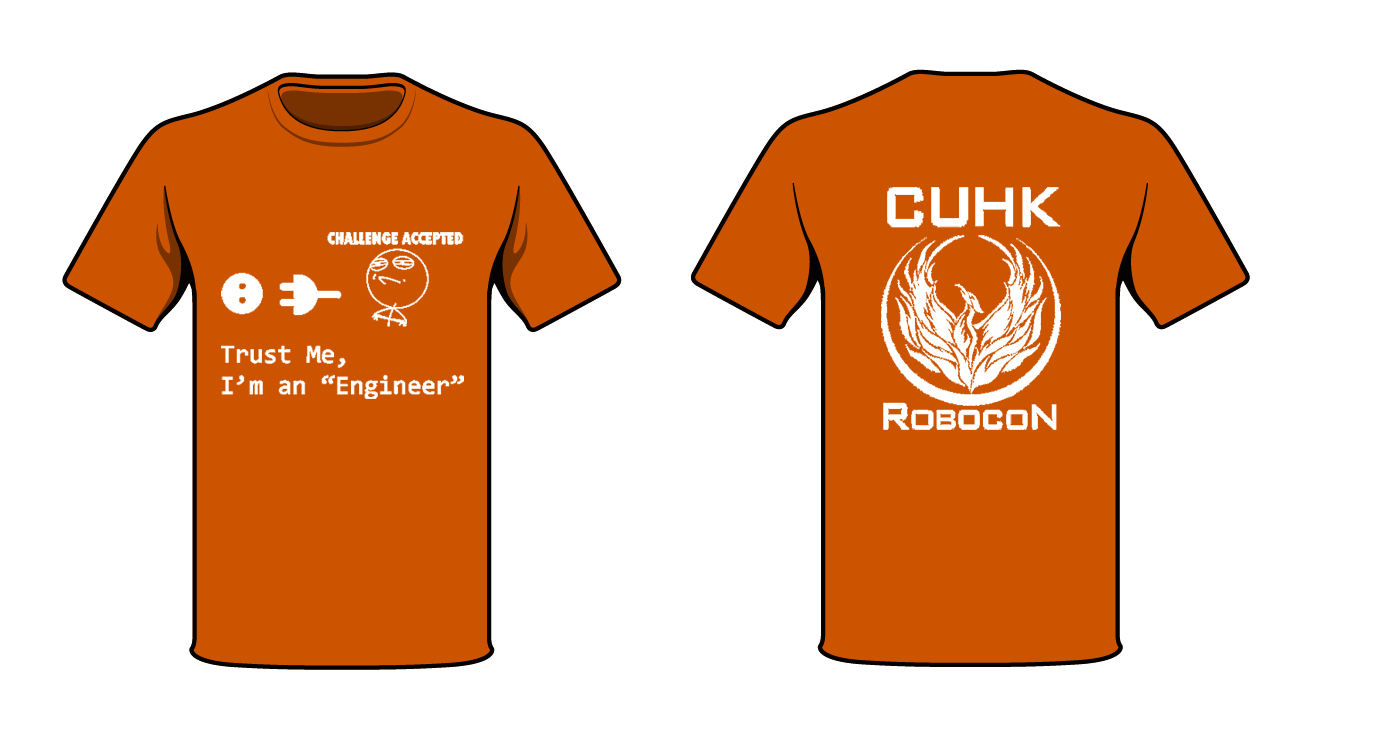 CHALLENGE ACCEPTED
Trust Me,
I’m an “Engineer”
CUHK
ROBOCON